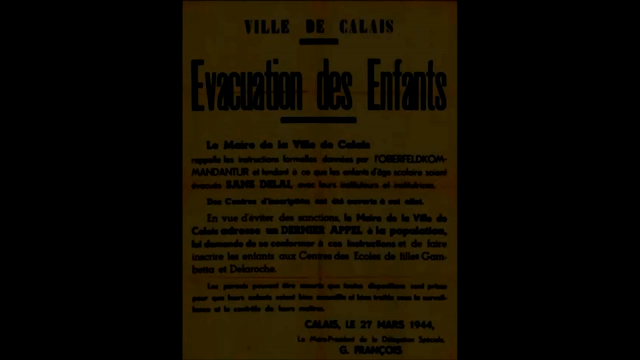 VILLE DE CALAIS
Evacuation des Enfants
Le Maire de la Ville de Calais
rappelle les instructions formelles données par l'OBERFELDKOM-
MANDANTUR et tendant à ce que les enfants d'âge scolaire soient
évacués SANS DELAI, avec leurs instituteurs et institutrices.
Des Centres d'Inscriptions ont été ouverts à cet effet.
En vue d'éviter des sanctions, le Maire de la Ville de
Calais adresse un DERNIER APPEL à la population,
lui demande de se conformer à ces instructions et de faire
inscrire les enfants aux Centres des Ecoles de filles Gam-
betta et Delaroche.
Les parents peuvent être assurés que toutes dispositions sont prises
pour que leurs enfants soient bien accueillis et bien traités sous la surveil-
lance et le contrôle de leurs maîtres.
CALAIS, LE 27 MARS 1944,
Le Maire-Président de la Délégation Spéciale,
G. FRANÇOIS